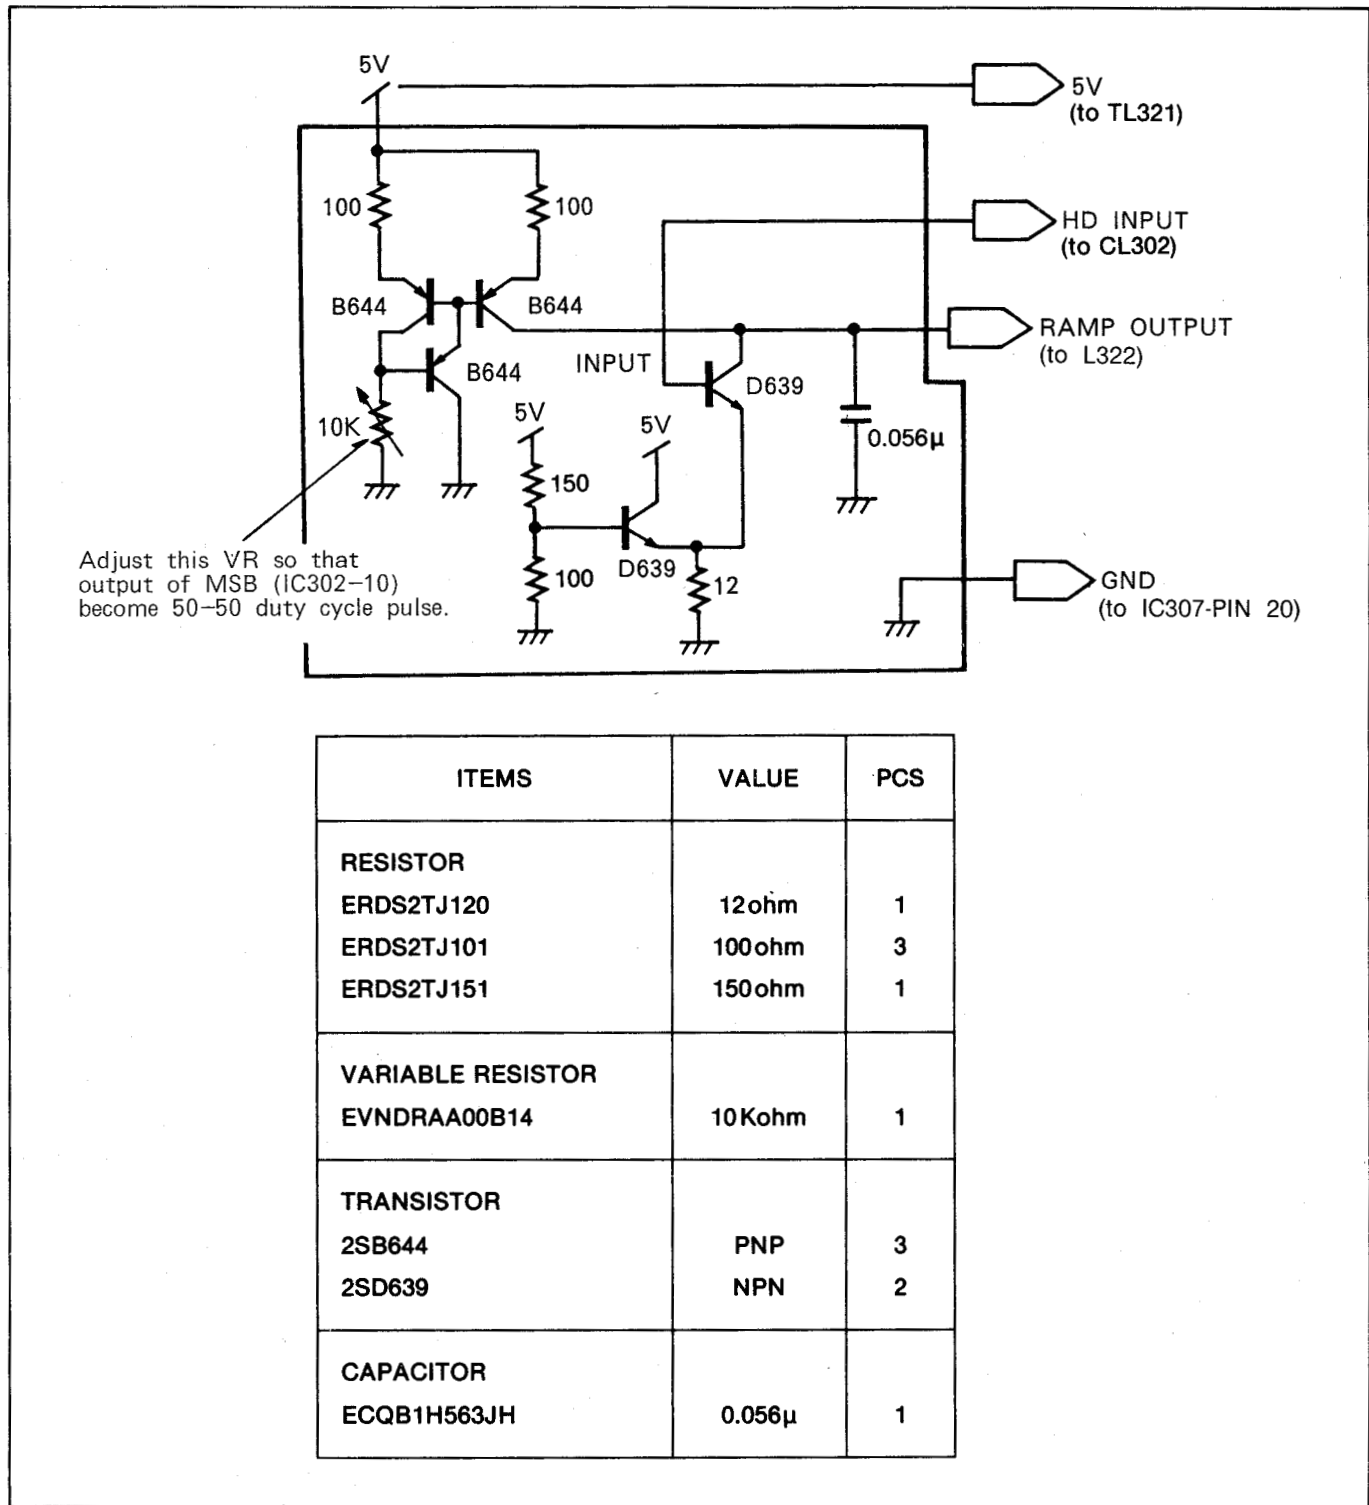 5V
5V
(to TL321)
100
100
HD INPUT
(to CL302)
B644
B644
RAMP OUTPUT
(to L322)
INPUT
B644
D639
10K
5V
5V
0.056μ
150
Adjust this VR so that
output of MSB (IC302-10)
become 50-50 duty cycle pulse.
100
D639
12
GND
(to IC307-PIN 20)
ITEMS VALUE PCS
RESISTOR
ERDS2TJ120 12ohm 1
ERDS2TJ101 100ohm 3
ERDS2TJ151 150ohm 1
VARIABLE RESISTOR
EVNDRAA00B14 10Kohm 1
TRANSISTOR
2SB644 PNP 3
2SD639 NPN 2
CAPACITOR
ECQB1H563JH 0.056μ 1